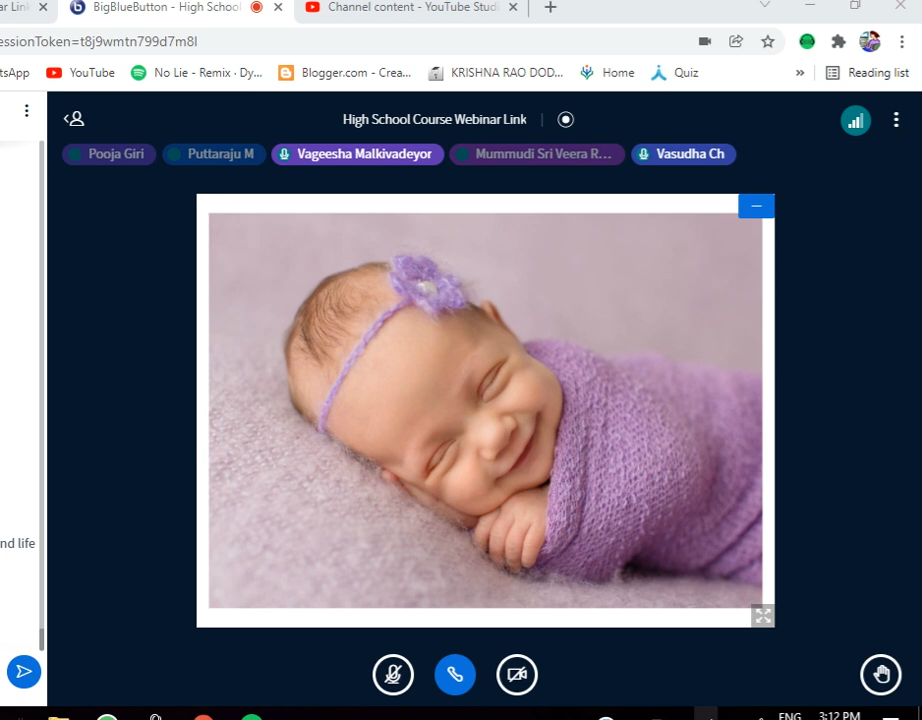 ar Link
BigBlueButton - High School
Channel content - YouTube Studi
essionToken=t8j9wmtn799d7m8l
tsApp
YouTube
No Lie - Remix · Dy...
Blogger.com - Crea...
KRISHNA RAO DOD...
Home
Quiz
»
Reading list
High School Course Webinar Link
Pooja Giri
Puttaraju M
Vageesha Malkivadeyor
Mummudi Sri Veera R...
Vasudha Ch
nd life
ENG
3:12 PM